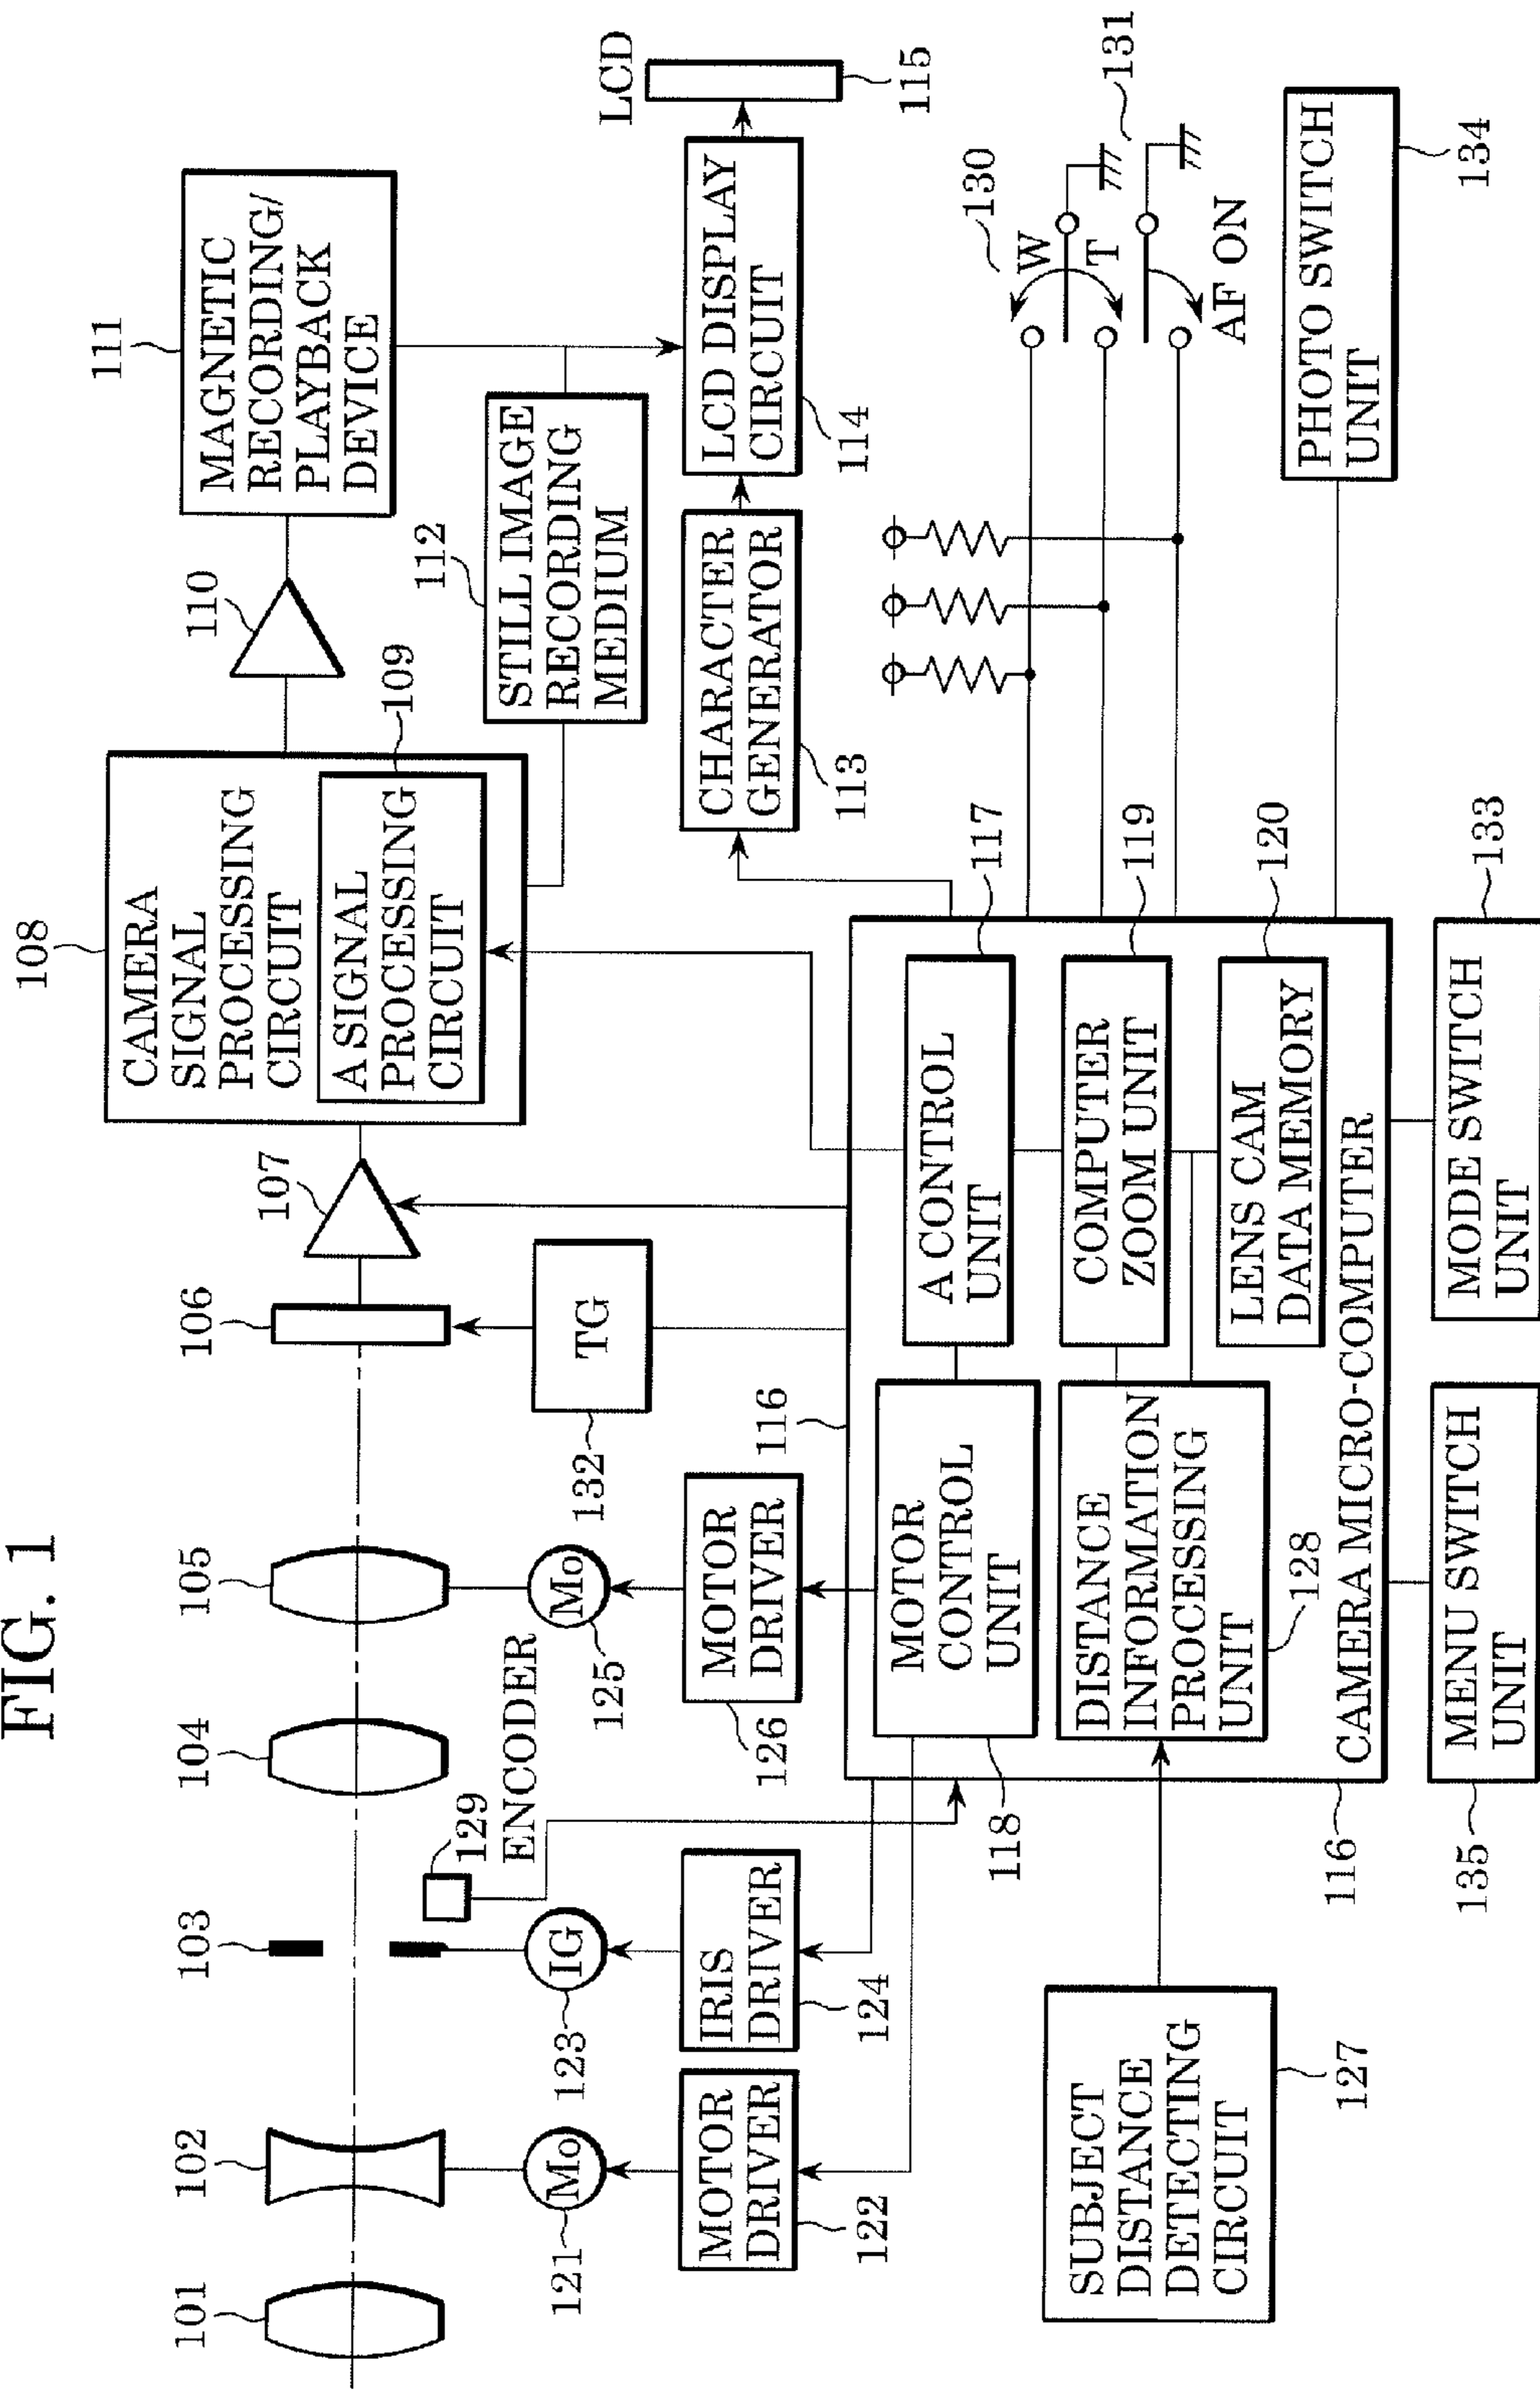 FIG. 1
101
102
103
104
105
106
107
108
CAMERA
SIGNAL
PROCESSING
CIRCUIT
A SIGNAL
PROCESSING
CIRCUIT
109
110
111
MAGNETIC
RECORDING/
PLAYBACK
DEVICE
112
STILL IMAGE
RECORDING
MEDIUM
129
ENCODER
121
Mo
123
IG
125
Mo
132
TG
122
MOTOR
DRIVER
124
IRIS
DRIVER
126
MOTOR
DRIVER
113
CHARACTER
GENERATOR
114
LCD DISPLAY
CIRCUIT
LCD
115
116
118
MOTOR
CONTROL
UNIT
A CONTROL
UNIT
117
DISTANCE
INFORMATION
PROCESSING
UNIT
128
COMPUTER
ZOOM UNIT
119
LENS CAM
DATA MEMORY
120
CAMERA MICRO-COMPUTER
116
SUBJECT
DISTANCE
DETECTING
CIRCUIT
127
130
W
T
131
AF ON
PHOTO SWITCH
UNIT
134
135
MENU SWITCH
UNIT
133
MODE SWITCH
UNIT